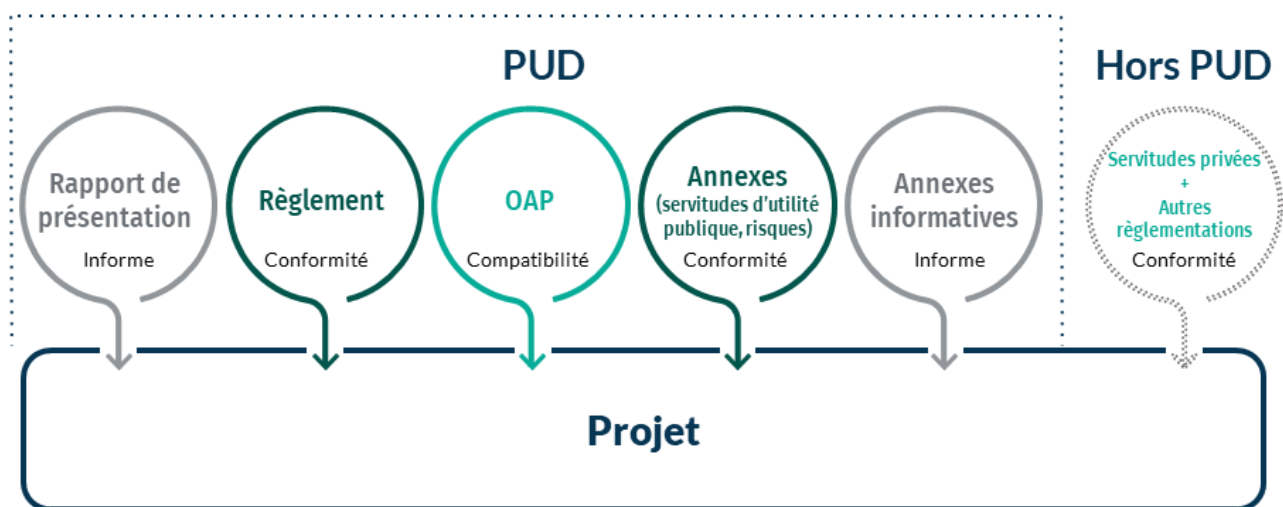 PUD
Hors PUD
Rapport de
présentation
Informe
Règlement
Conformité
OAP
Compatibilité
Annexes
(servitudes d'utilité
publique, risques)
Conformité
Annexes
informatives
Informe
Servitudes privées
+
Autres
règlementations
Conformité
Projet